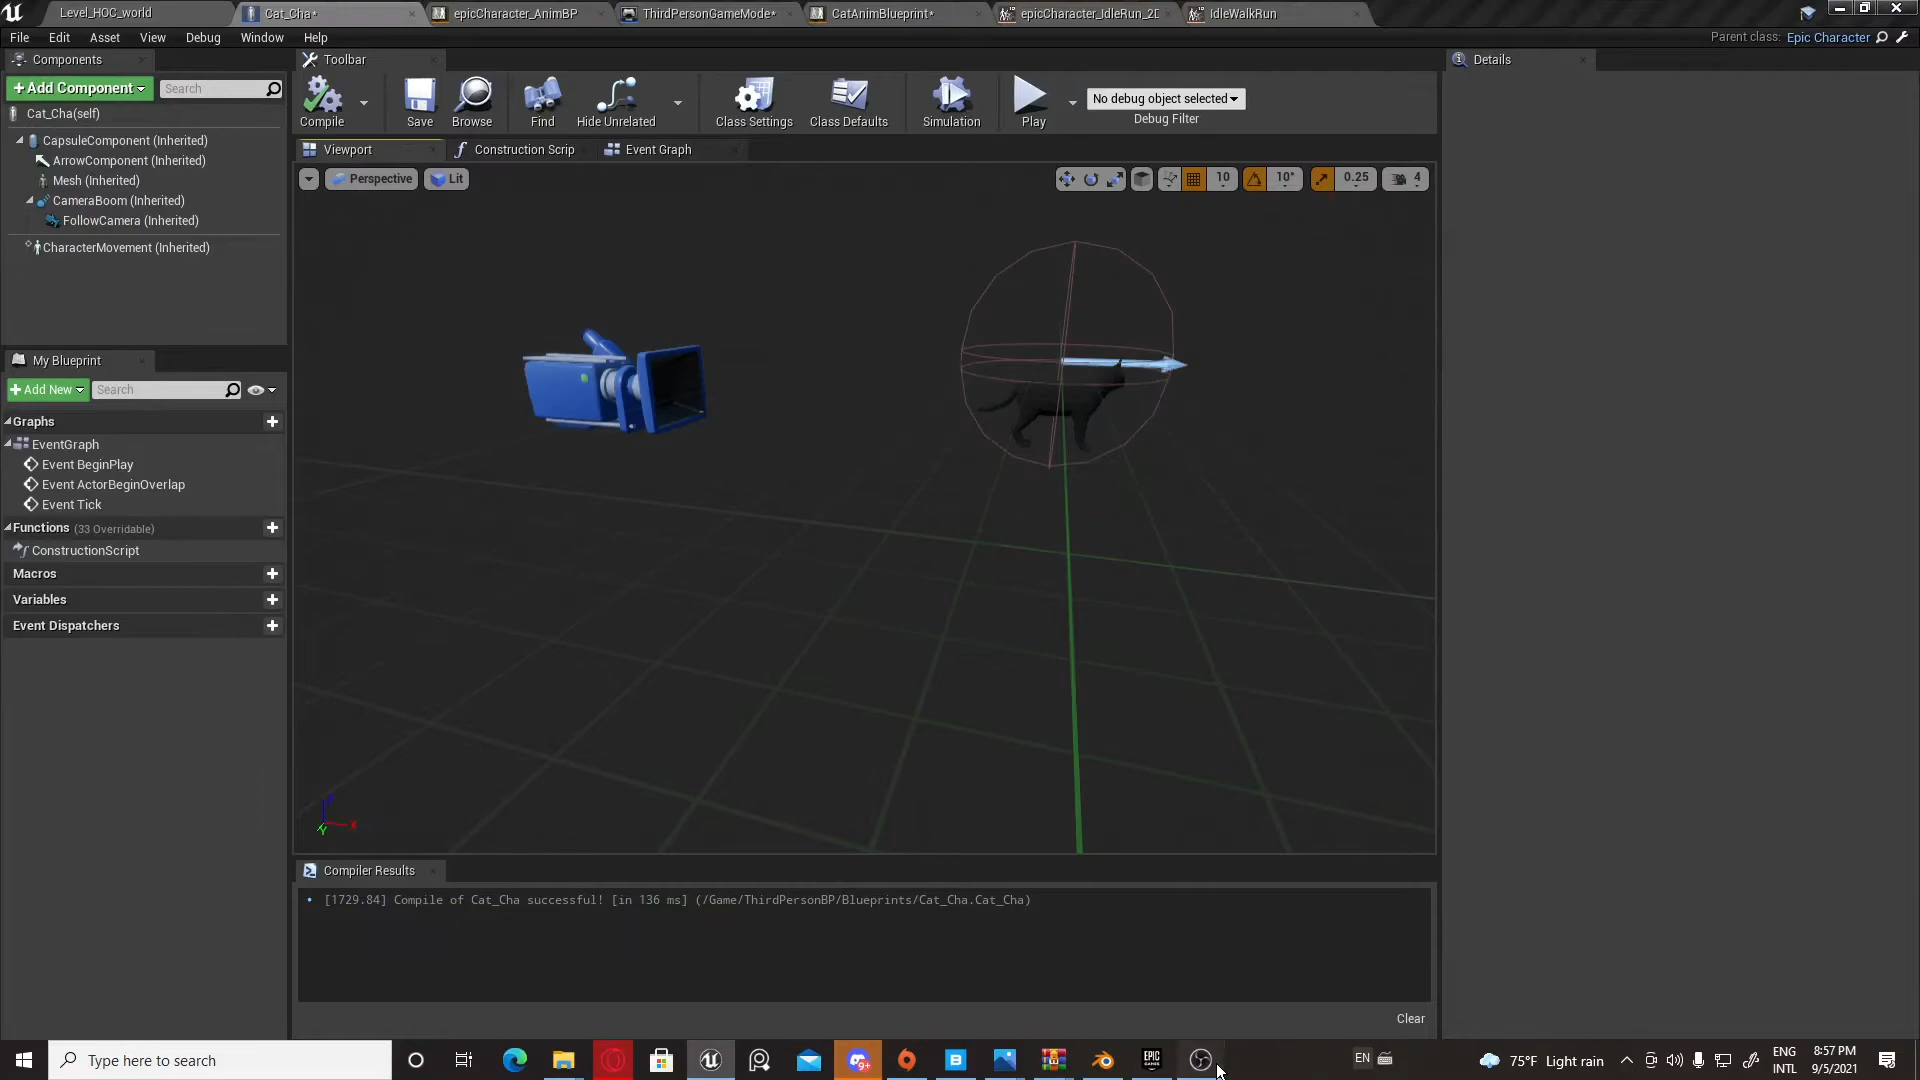 Level_HOC_world
Cat_Cha*
epicCharacter_AnimBP
ThirdPersonGameMode*
CatAnimBlueprint*
epicCharacter_IdleRun_2D
IdleWalkRun
File Edit Asset View Debug Window Help
Parent class: Epic Character
Components
+Add Component
Search
Cat_Cha(self)
CapsuleComponent (Inherited)
ArrowComponent (Inherited)
Mesh (Inherited)
CameraBoom (Inherited)
FollowCamera (Inherited)
CharacterMovement (Inherited)
My Blueprint
+Add New
Search
Graphs
EventGraph
Event BeginPlay
Event ActorBeginOverlap
Event Tick
Functions (33 Overridable)
ConstructionScript
Macros
Variables
Event Dispatchers
Toolbar
Compile
Save
Browse
Find
Hide Unrelated
Class Settings
Class Defaults
Simulation
Play
No debug object selected
Debug Filter
Viewport
Construction Scrip
Event Graph
Perspective
Lit
10
10°
0.25
4
Z
X
Y
Compiler Results
• [1729.84] Compile of Cat_Cha successful! [in 136 ms] (/Game/ThirdPersonBP/Blueprints/Cat_Cha.Cat_Cha)
Clear
Details
Type here to search
9+
EPIC
GAMES
EN
75°F Light rain
ENG
INTL
8:57 PM
9/5/2021